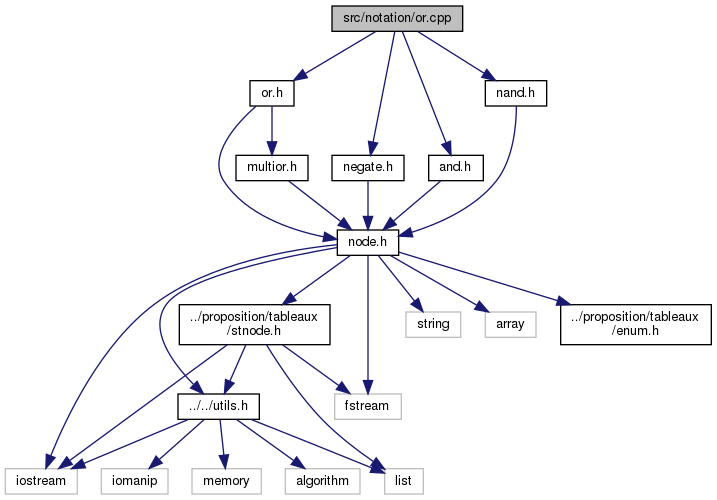 src/notation/or.cpp
or.h
nand.h
multior.h
negate.h
and.h
node.h
../proposition/tableaux
/stnode.h
string
array
../proposition/tableaux
/enum.h
../../utils.h
fstream
iostream
iomanip
memory
algorithm
list